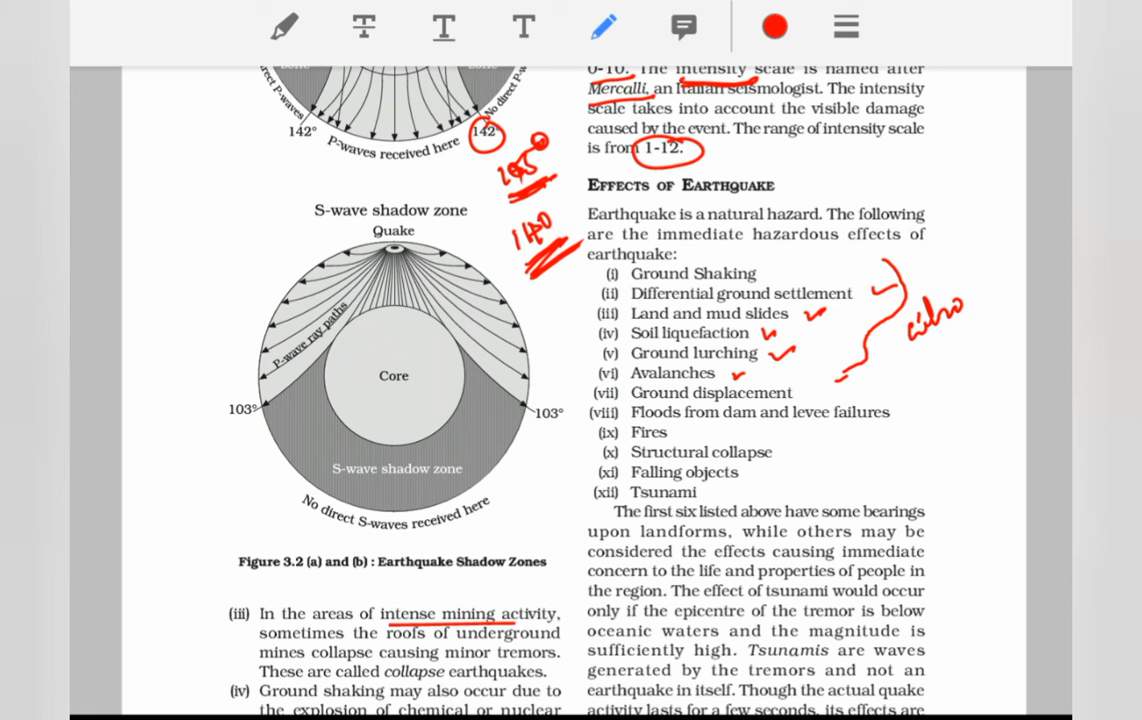 T T T
zone
zone
rect P-waves
No direct P-w
142°
142°
P-waves received here
105°
140
S-wave shadow zone
Quake
P-wave ray paths
Core
103°
103°
S-wave shadow zone
No direct S-waves received here
Figure 3.2 (a) and (b) : Earthquake Shadow Zones
(iii) In the areas of intense mining activity,
sometimes the roofs of underground
mines collapse causing minor tremors.
These are called collapse earthquakes.
(iv) Ground shaking may also occur due to
the explosion of chemical or nuclear
0-10. The intensity scale is named after
Mercalli, an Italian seismologist. The intensity
scale takes into account the visible damage
caused by the event. The range of intensity scale
is from 1-12.
EFFECTS OF EARTHQUAKE
Earthquake is a natural hazard. The following
are the immediate hazardous effects of
earthquake:
(i) Ground Shaking
(ii) Differential ground settlement
(iii) Land and mud slides
(iv) Soil liquefaction
(v) Ground lurching
(vi) Avalanches
(vii) Ground displacement
(viii) Floods from dam and levee failures
(ix) Fires
(x) Structural collapse
(xi) Falling objects
(xii) Tsunami
The first six listed above have some bearings
upon landforms, while others may be
considered the effects causing immediate
concern to the life and properties of people in
the region. The effect of tsunami would occur
only if the epicentre of the tremor is below
oceanic waters and the magnitude is
sufficiently high. Tsunamis are waves
generated by the tremors and not an
earthquake in itself. Though the actual quake
activity lasts for a few seconds, its effects are